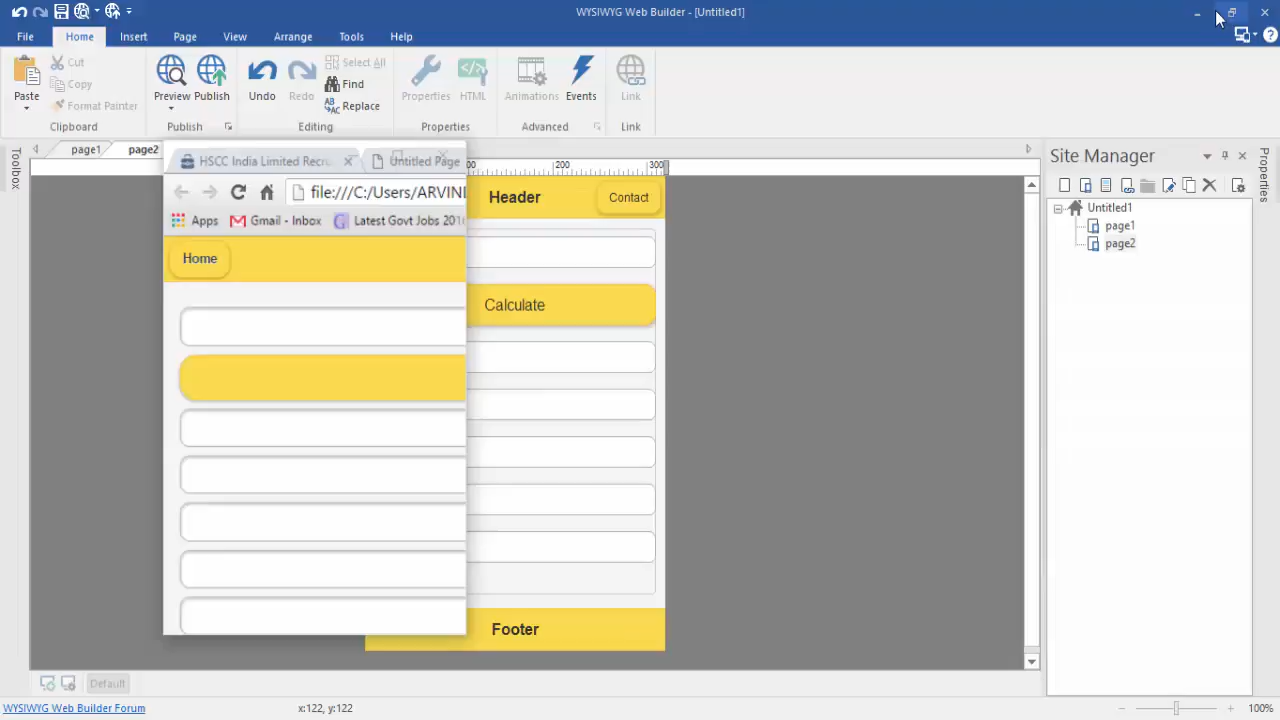 WYSIWYG Web Builder - [Untitled1]
File Home Insert Page View Arrange Tools Help
Paste Cut Copy Format Painter
Preview Publish
Undo Redo Select All Find Replace
Properties HTML
Animations Events
Link
Clipboard Publish Editing Properties Advanced Link
page1 page2
HSCC India Limited Recru Untitled Page
file:///C:/Users/ARVIND
Apps Gmail - Inbox Latest Govt Jobs 201
Home
200 300
Header Contact
Calculate
Footer
Toolbox
Site Manager
Untitled1
page1
page2
Properties
Default
WYSIWYG Web Builder Forum x:122, y:122 100%